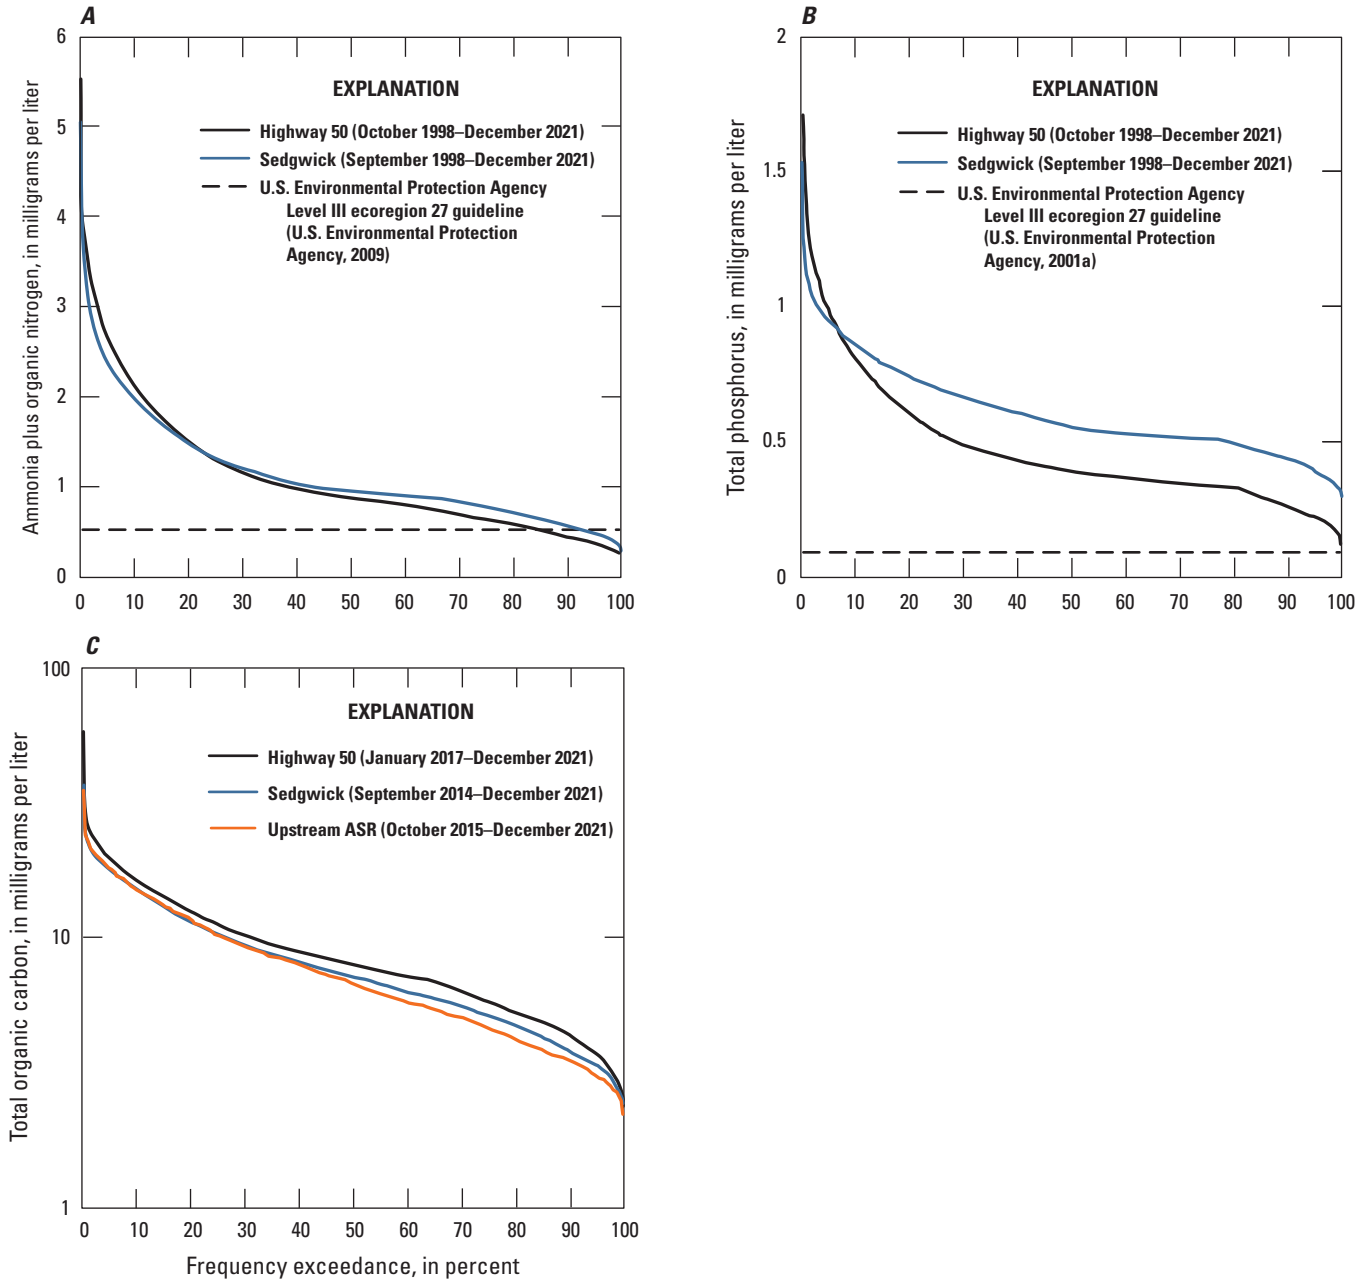 A
6
5
4
3
2
1
0
Ammonia plus organic nitrogen, in milligrams per liter
EXPLANATION
Highway 50 (October 1998–December 2021)
Sedgwick (September 1998–December 2021)
U.S. Environmental Protection Agency
Level III ecoregion 27 guideline
(U.S. Environmental Protection
Agency, 2009)
0 10 20 30 40 50 60 70 80 90 100
B
2
1.5
1
0.5
0
Total phosphorus, in milligrams per liter
EXPLANATION
Highway 50 (October 1998–December 2021)
Sedgwick (September 1998–December 2021)
U.S. Environmental Protection Agency
Level III ecoregion 27 guideline
(U.S. Environmental Protection
Agency, 2001a)
0 10 20 30 40 50 60 70 80 90 100
C
100
10
1
Total organic carbon, in milligrams per liter
EXPLANATION
Highway 50 (January 2017–December 2021)
Sedgwick (September 2014–December 2021)
Upstream ASR (October 2015–December 2021)
0 10 20 30 40 50 60 70 80 90 100
Frequency exceedance, in percent